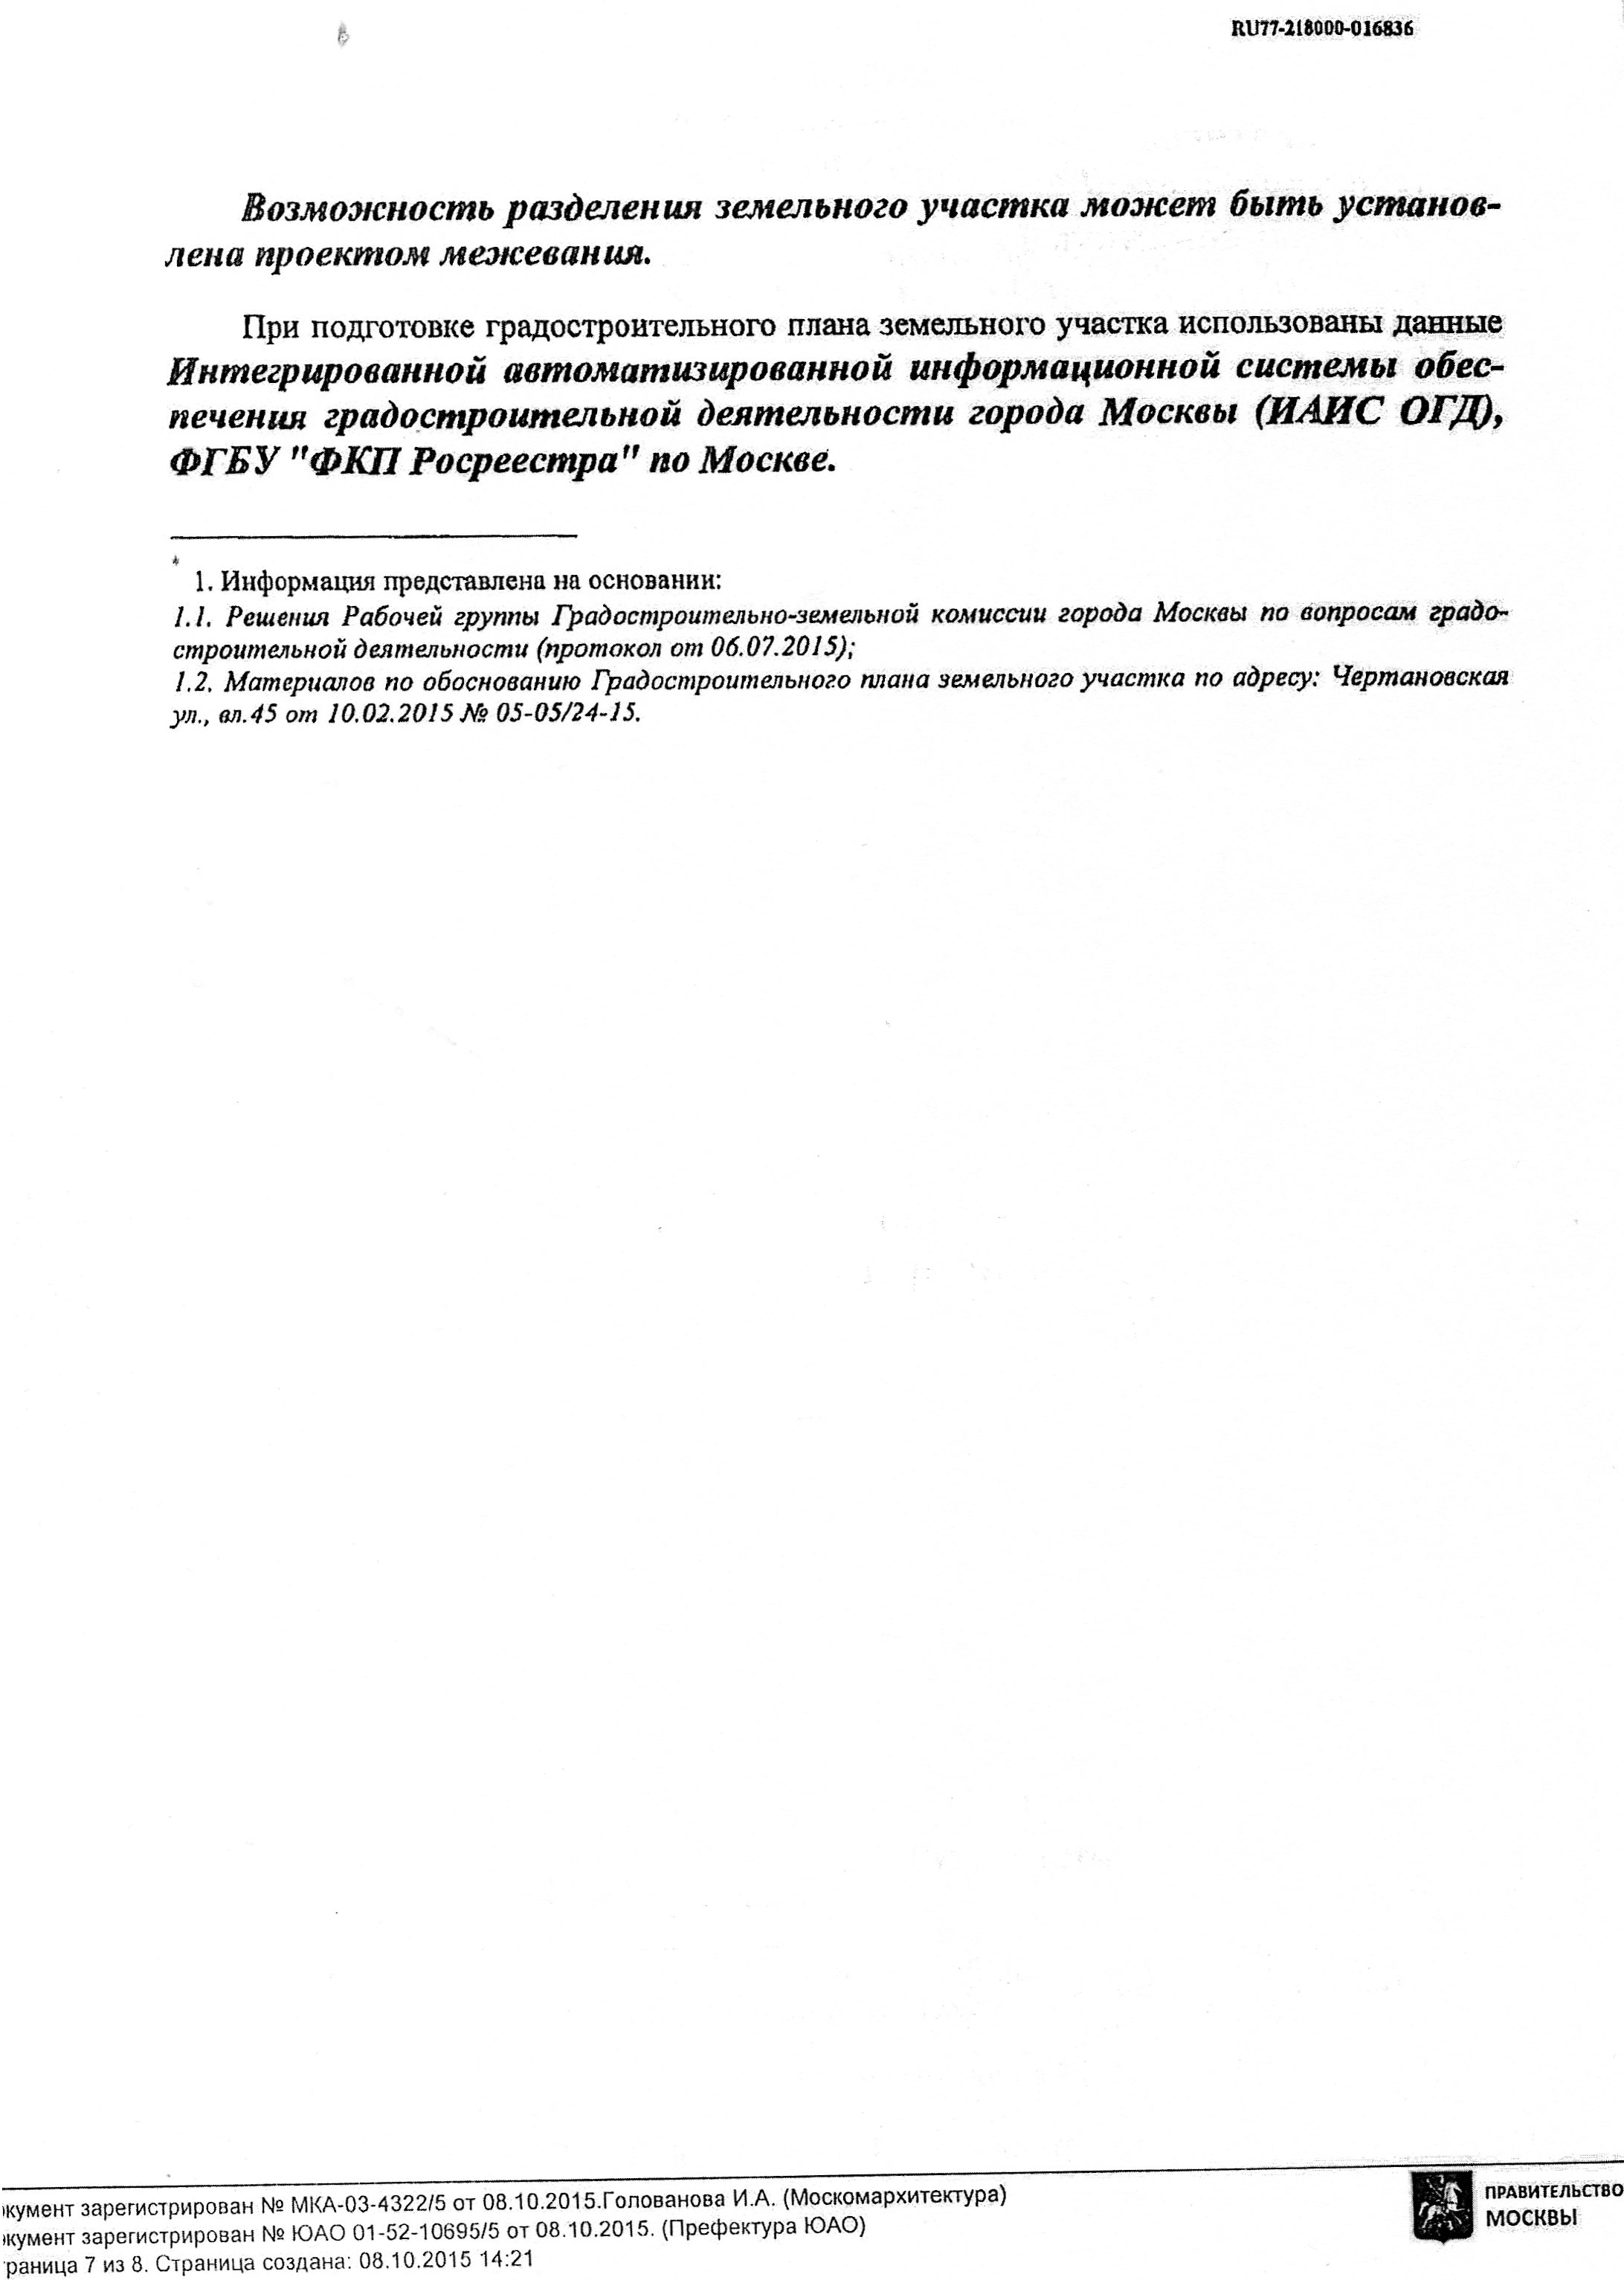 RU77-218000-016836
Возможность разделения земельного участка может быть установ-
лена проектом межевания.
При подготовке градостроительного плана земельного участка использованы данные
Интегрированной автоматизированной информационной системы обес-
печения градостроительной деятельности города Москвы (ИАИС ОГД),
ФГБУ "ФКП Росреестра" по Москве.
*
1. Информация представлена на основании:
1.1. Решения Рабочей группы Градостроительно-земельной комиссии города Москвы по вопросам градо-
строительной деятельности (протокол от 06.07.2015);
1.2. Материалов по обоснованию Градостроительного плана земельного участка по адресу: Чертановская
ул., вл.45 от 10.02.2015 № 05-05/24-15.
кумент зарегистрирован № МКА-03-4322/5 от 08.10.2015.Голованова И.А. (Москомархитектура)
кумент зарегистрирован № ЮАО 01-52-10695/5 от 08.10.2015. (Префектура ЮАО)
раница 7 из 8. Страница создана: 08.10.2015 14:21
ПРАВИТЕЛЬСТВО
МОСКВЫ